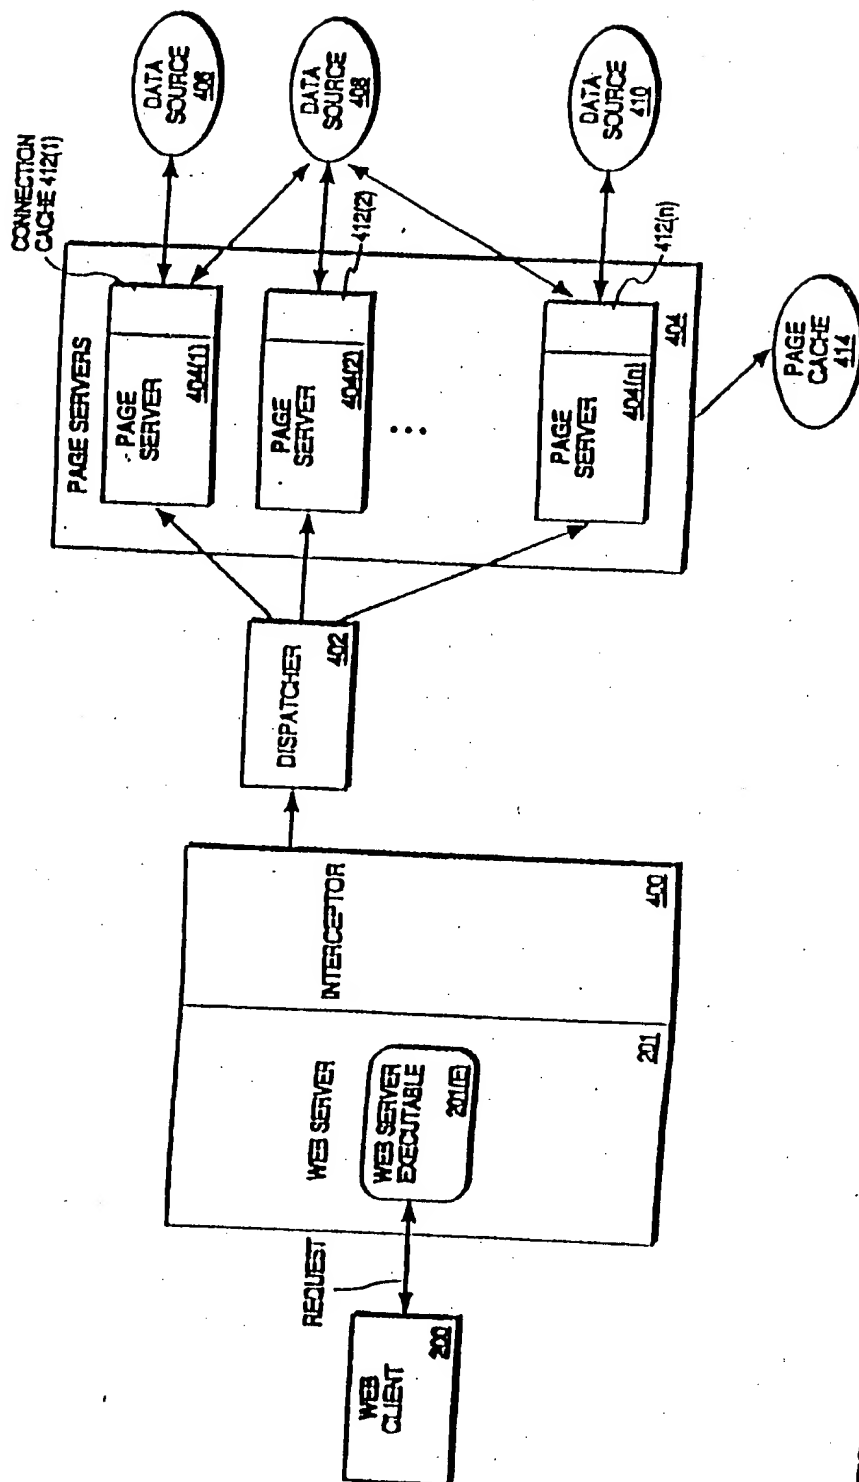 WEB
CLIENT
200
REQUEST
WEB SERVER
WEB SERVER
EXECUTABLE
201(E)
201
INTERCEPTOR
400
DISPATCHER
402
PAGE SERVERS
PAGE
SERVER
404(1)
PAGE
SERVER
404(2)
...
PAGE
SERVER
404(n)
404
CONNECTION
CACHE 412(1)
412(2)
412(n)
DATA
SOURCE
406
DATA
SOURCE
408
DATA
SOURCE
410
PAGE
CACHE
414